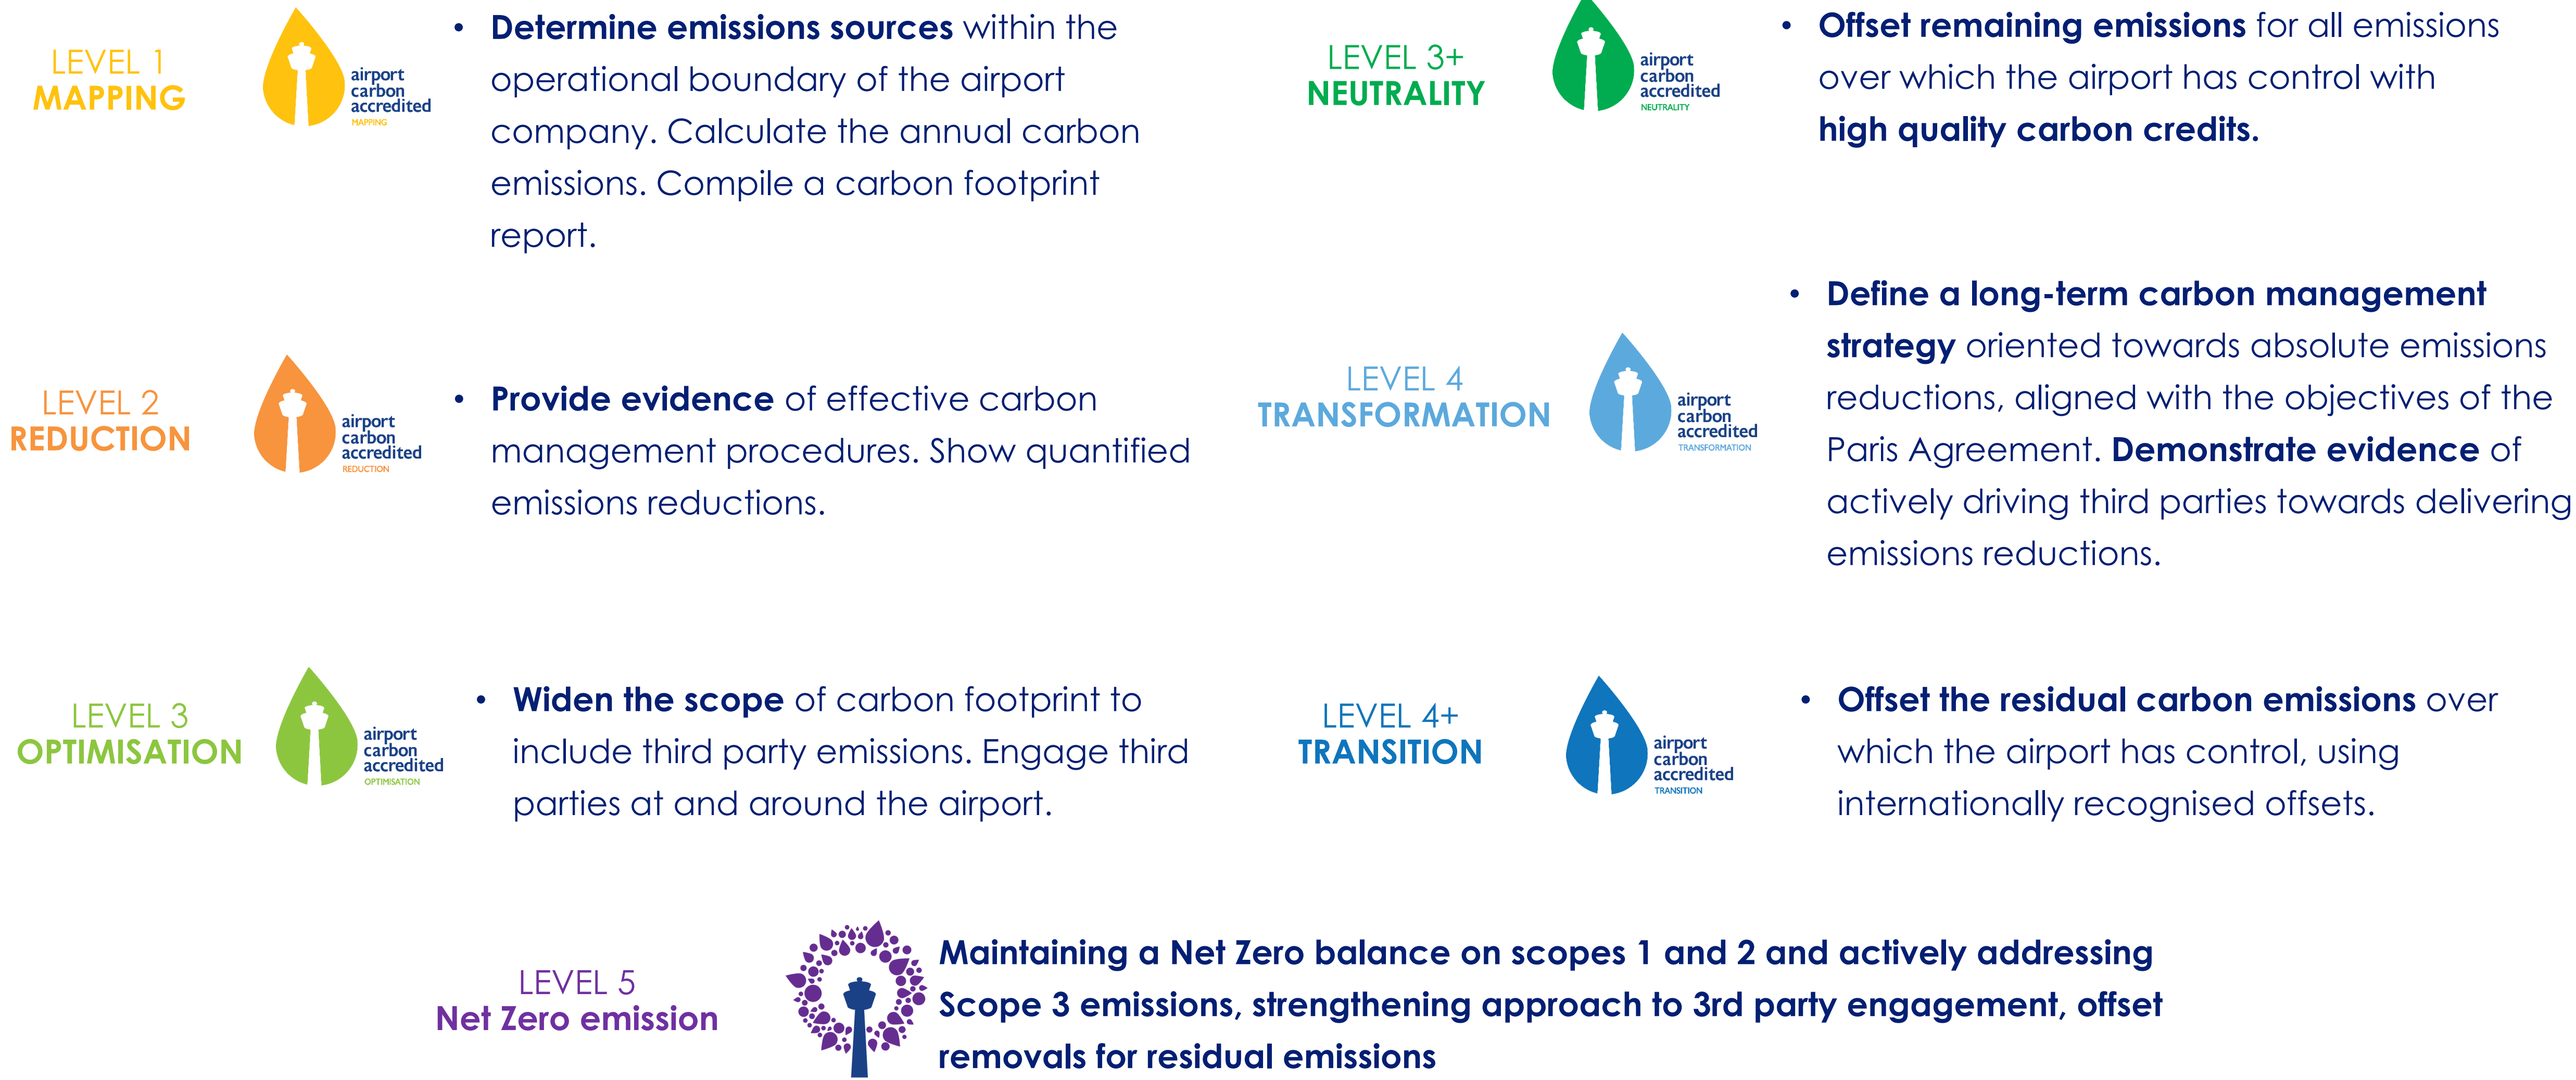 LEVEL 1
MAPPING
airport
carbon
accredited
MAPPING
• Determine emissions sources within the
operational boundary of the airport
company. Calculate the annual carbon
emissions. Compile a carbon footprint
report.
LEVEL 2
REDUCTION
airport
carbon
accredited
REDUCTION
• Provide evidence of effective carbon
management procedures. Show quantified
emissions reductions.
LEVEL 3
OPTIMISATION
airport
carbon
accredited
OPTIMISATION
• Widen the scope of carbon footprint to
include third party emissions. Engage third
parties at and around the airport.
LEVEL 3+
NEUTRALITY
airport
carbon
accredited
NEUTRALITY
• Offset remaining emissions for all emissions
over which the airport has control with
high quality carbon credits.
LEVEL 4
TRANSFORMATION
airport
carbon
accredited
TRANSFORMATION
• Define a long-term carbon management
strategy oriented towards absolute emissions
reductions, aligned with the objectives of the
Paris Agreement. Demonstrate evidence of
actively driving third parties towards delivering
emissions reductions.
LEVEL 4+
TRANSITION
airport
carbon
accredited
TRANSITION
• Offset the residual carbon emissions over
which the airport has control, using
internationally recognised offsets.
LEVEL 5
Net Zero emission
Maintaining a Net Zero balance on scopes 1 and 2 and actively addressing
Scope 3 emissions, strengthening approach to 3rd party engagement, offset
removals for residual emissions